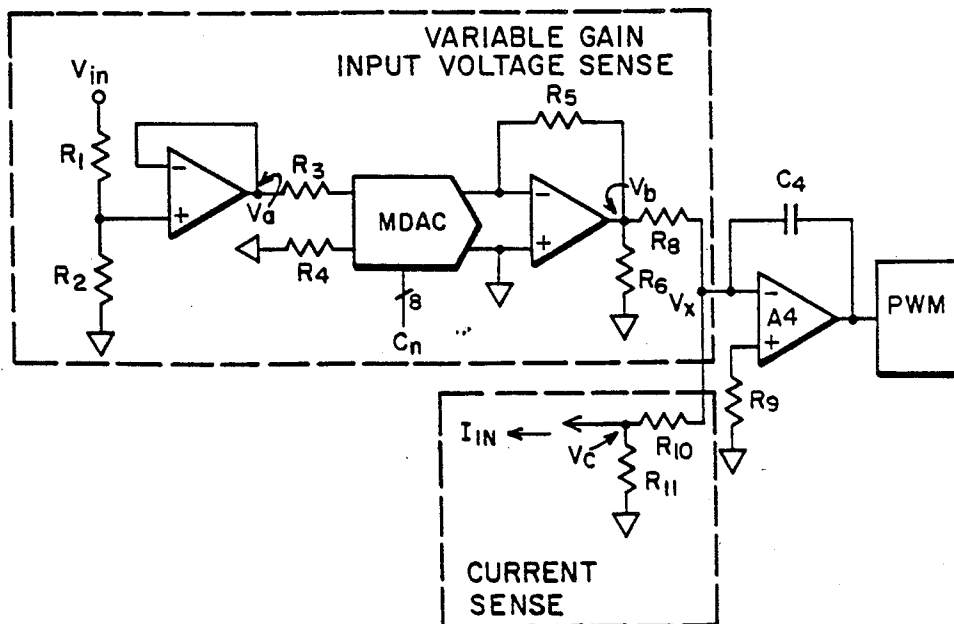 VARIABLE GAIN
INPUT VOLTAGE SENSE
Vin
R1
R2
-
+
Va
R3
R4
MDAC
8
Cn
R5
-
+
Vb
R6
R8
Vx
C4
-
A4
+
R9
PWM
IIN
Vc
R10
R11
CURRENT
SENSE